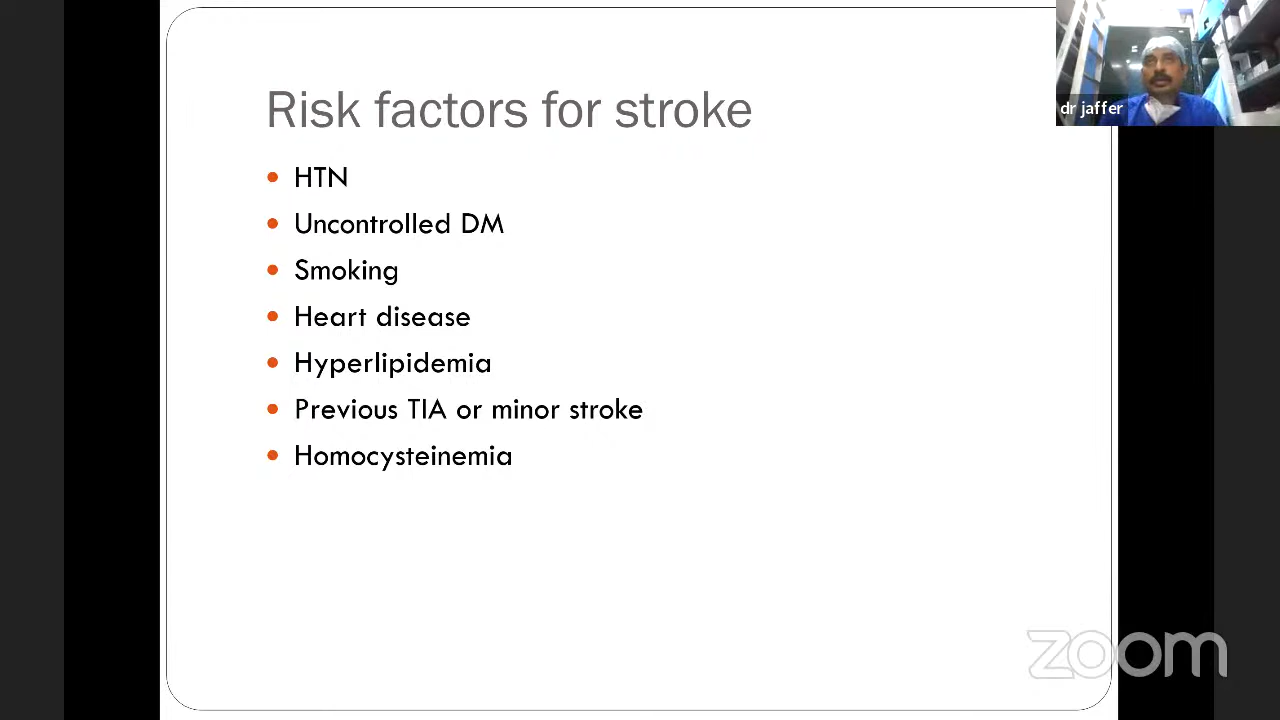 dr jaffer
Risk factors for stroke
HTN
Uncontrolled DM
Smoking
Heart disease
Hyperlipidemia
Previous TIA or minor stroke
Homocysteinemia
zoom